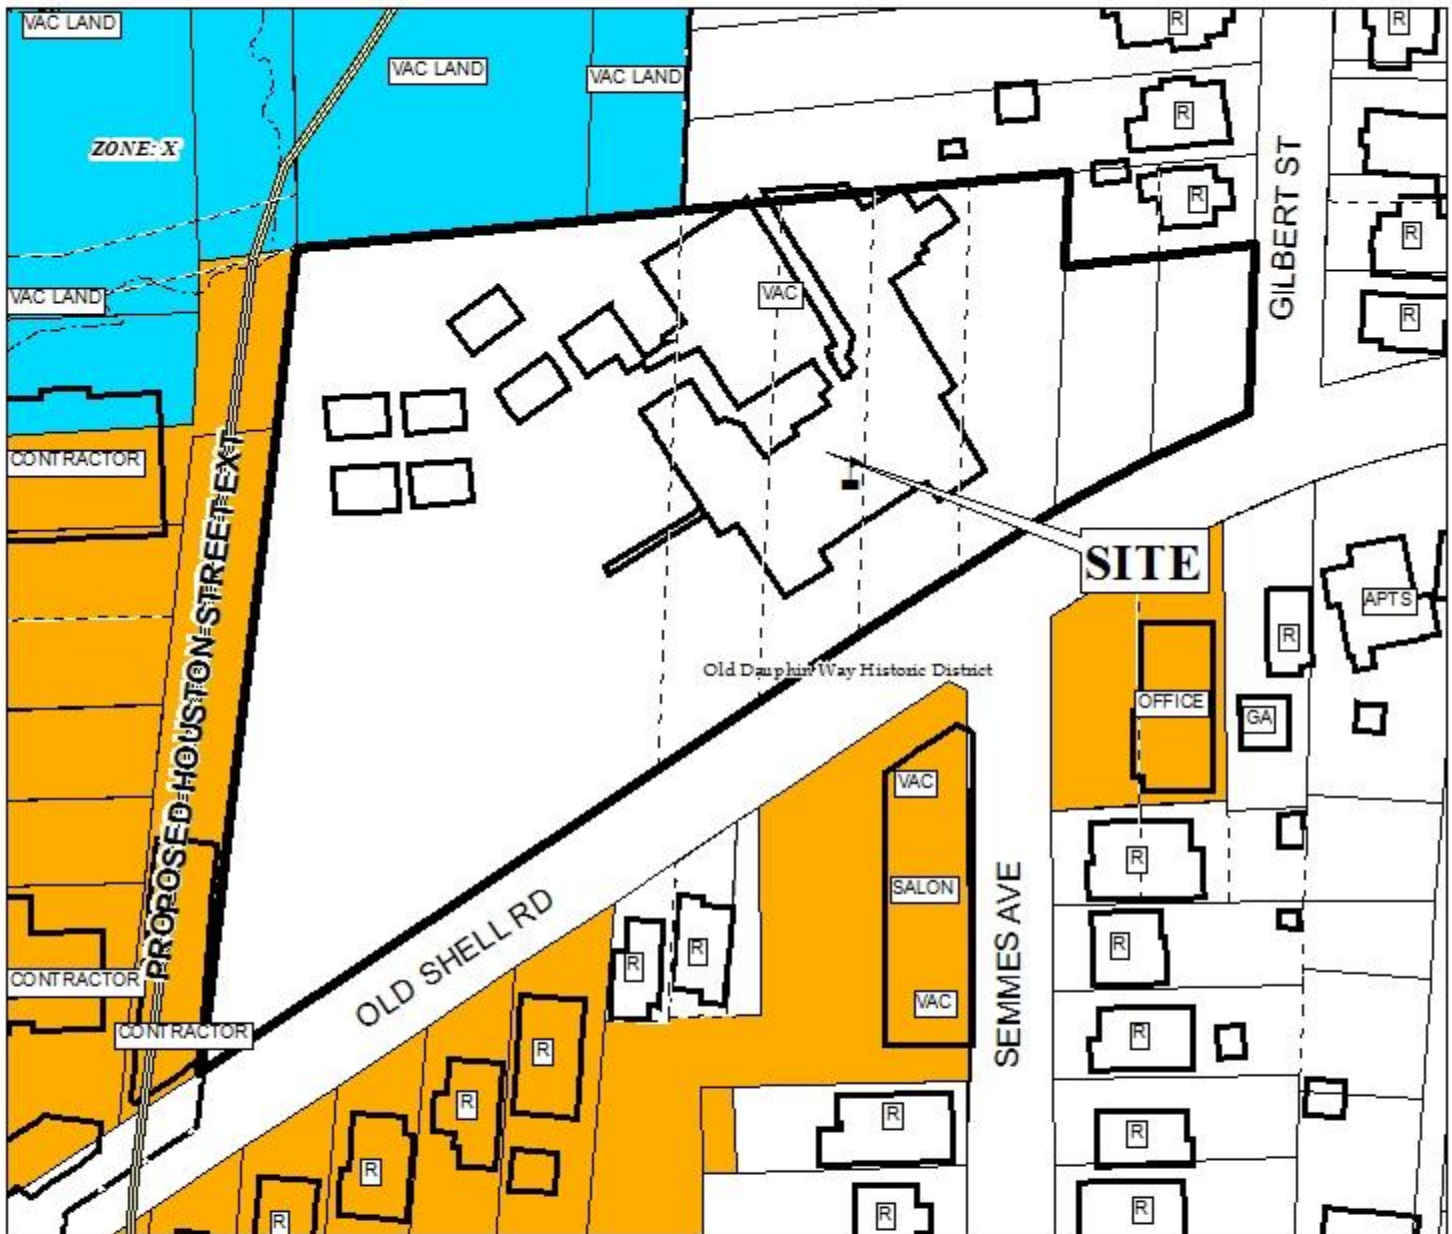 VAC LAND
R
R
VAC LAND
VAC LAND
R
ZONE: X
R
R
GILBERT ST
VAC LAND
VAC
R
CONTRACTOR
PROPOSED HOUSTON STREET EXT
SITE
APTS
R
Old Dauphin Way Historic District
OFFICE
GA
VAC
R
SALON
OLD SHELL RD
SEMMES AVE
R
R
R
CONTRACTOR
VAC
CONTRACTOR
R
R
R
R
R
R
R
R
R
R